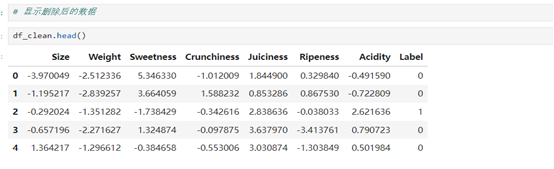 # 显示删除后的数据
df_clean.head()
Size Weight Sweetness Crunchiness Juiciness Ripeness Acidity Label
0 -3.970049 -2.512336 5.346330 -1.012009 1.844900 0.329840 -0.491590 0
1 -1.195217 -2.839257 3.664059 1.588232 0.853286 0.867530 -0.722809 0
2 -0.292024 -1.351282 -1.738429 -0.342616 2.838636 -0.038033 2.621636 1
3 -0.657196 -2.271627 1.324874 -0.097875 3.637970 -3.413761 0.790723 0
4 1.364217 -1.296612 -0.384658 -0.553006 3.030874 -1.303849 0.501984 0